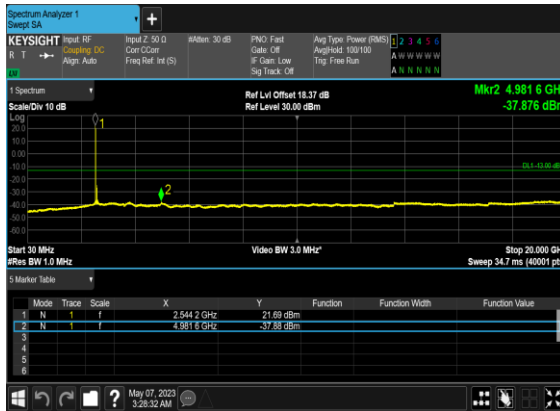 Spectrum Analyzer 1
Swept SA
+
KEYSIGHT Input: RF Input Z: 50 Ω #Atten: 30 dB PNO: Fast Avg Type: Power (RMS) 1 2 3 4 5 6
R T Coupling: DC Corr CCorr Gate: Off Avg|Hold: 100/100 A W W W W W
Align: Auto Freq Ref: Int (S) IF Gain: Low Trig: Free Run
LXI Sig Track: Off A N N N N N
1 Spectrum Ref Lvl Offset 18.37 dB Mkr2 4.981 6 GHz
Scale/Div 10 dB Ref Level 30.00 dBm -37.876 dBm
Log
1
20.0
10.0
0.00
-10.0 DL1 -13.00 dBm
-20.0
-30.0 2
-40.0
-50.0
-60.0
Start 30 MHz Video BW 3.0 MHz* Stop 20.000 GHz
#Res BW 1.0 MHz Sweep 34.7 ms (40001 pts)
5 Marker Table
Mode Trace Scale X Y Function Function Width Function Value
1 N 1 f 2.544 2 GHz 21.69 dBm
2 N 1 f 4.981 6 GHz -37.88 dBm
3
4
5
6
? May 07, 2023
3:28:32 AM